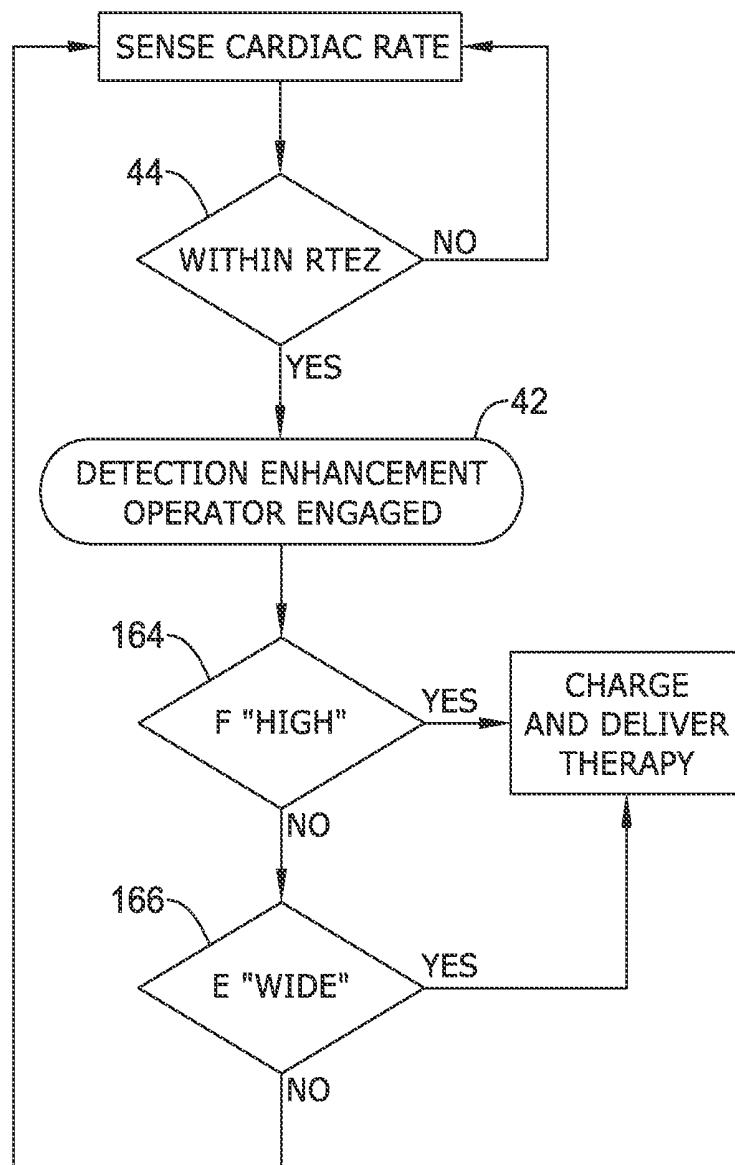 SENSE CARDIAC RATE
44
WITHIN RTEZ
NO
YES
42
DETECTION ENHANCEMENT
OPERATOR ENGAGED
164
F "HIGH"
YES
CHARGE
AND DELIVER
THERAPY
NO
166
E "WIDE"
YES
NO